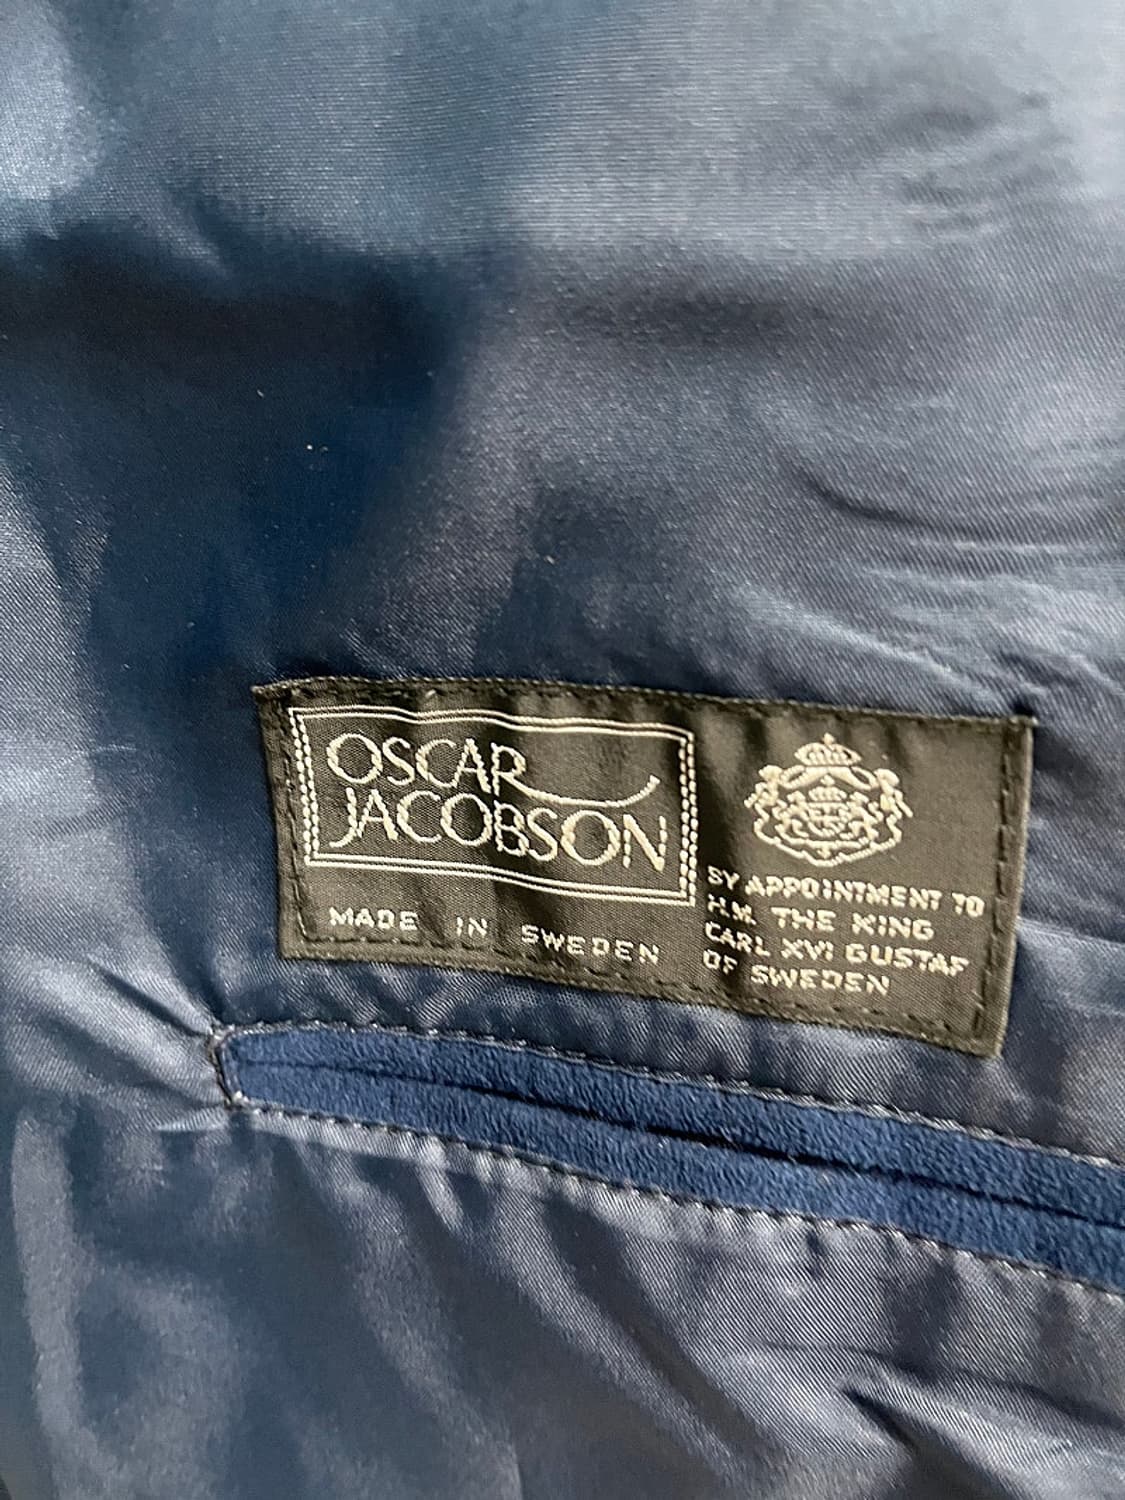 OSCAR
JACOBSON
MADE IN SWEDEN
BY APPOINTMENT TO
H.M. THE KING
CARL XVI GUSTAF
OF SWEDEN